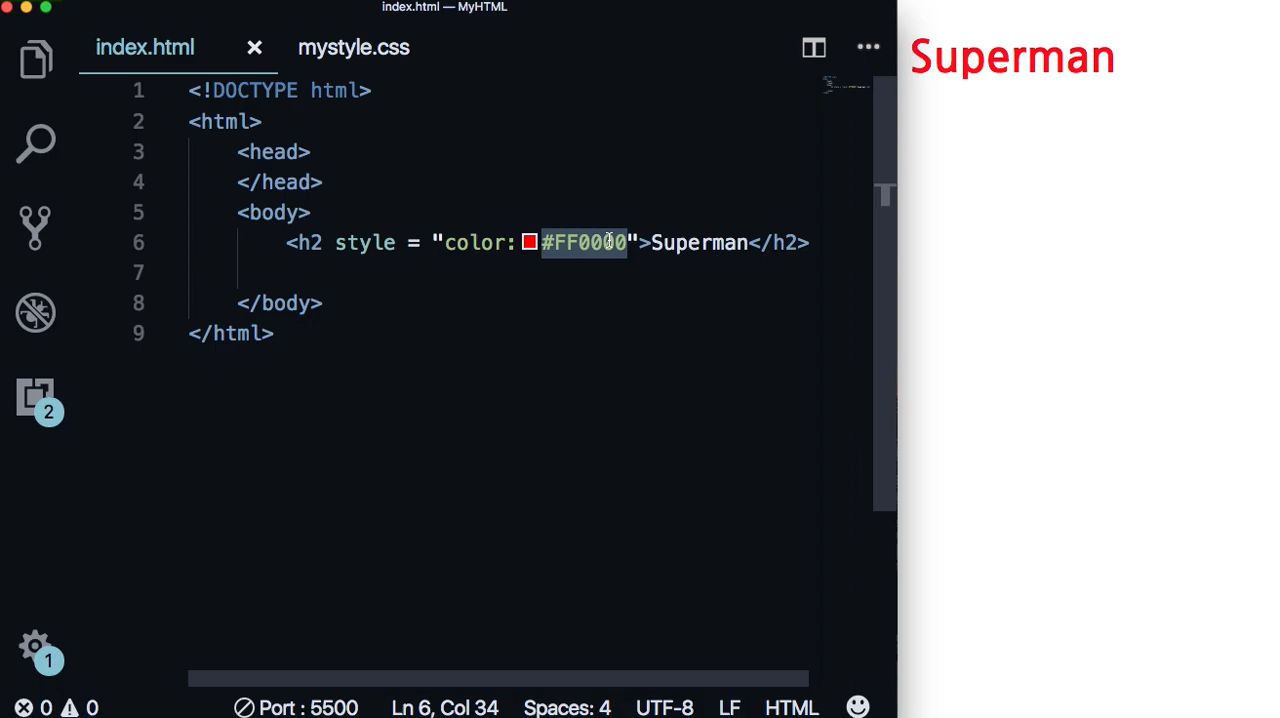 index.html — MyHTML
index.html mystyle.css
Superman
1 <!DOCTYPE html>
2 <html>
3 <head>
4 </head>
5 <body>
6 <h2 style = "color:#FF0000">Superman</h2>
7
8 </body>
9 </html>
2
1
0 0 Port : 5500 Ln 6, Col 34 Spaces: 4 UTF-8 LF HTML